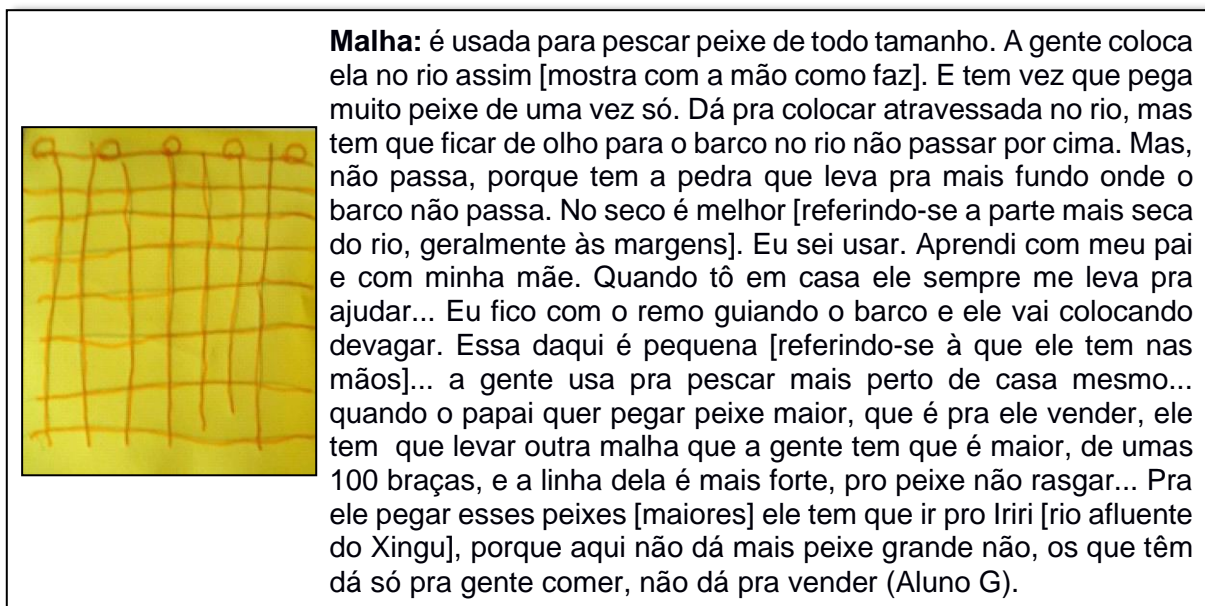 Malha: é usada para pescar peixe de todo tamanho. A gente coloca
ela no rio assim [mostra com a mão como faz]. E tem vez que pega
muito peixe de uma vez só. Dá pra colocar atravessada no rio, mas
tem que ficar de olho para o barco no rio não passar por cima. Mas,
não passa, porque tem a pedra que leva pra mais fundo onde o
barco não passa. No seco é melhor [referindo-se a parte mais seca
do rio, geralmente às margens]. Eu sei usar. Aprendi com meu pai
e com minha mãe. Quando tô em casa ele sempre me leva pra
ajudar... Eu fico com o remo guiando o barco e ele vai colocando
devagar. Essa daqui é pequena [referindo-se à que ele tem nas
mãos]... a gente usa pra pescar mais perto de casa mesmo...
quando o papai quer pegar peixe maior, que é pra ele vender, ele
tem que levar outra malha que a gente tem que é maior, de umas
100 braças, e a linha dela é mais forte, pro peixe não rasgar... Pra
ele pegar esses peixes [maiores] ele tem que ir pro Iriri [rio afluente
do Xingu], porque aqui não dá mais peixe grande não, os que têm
dá só pra gente comer, não dá pra vender (Aluno G).